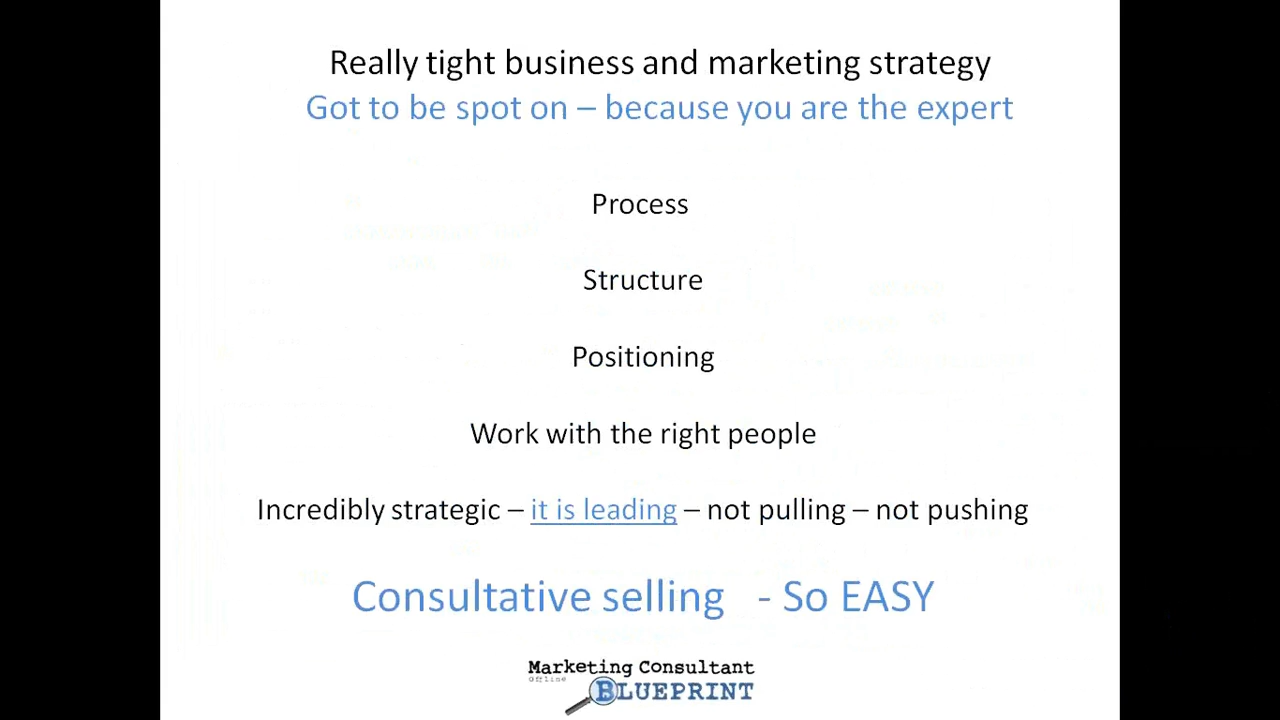 Really tight business and marketing strategy
Got to be spot on – because you are the expert
Process
Structure
Positioning
Work with the right people
Incredibly strategic – it is leading – not pulling – not pushing
Consultative selling - So EASY
Marketing Consultant
Offline
BLUEPRINT